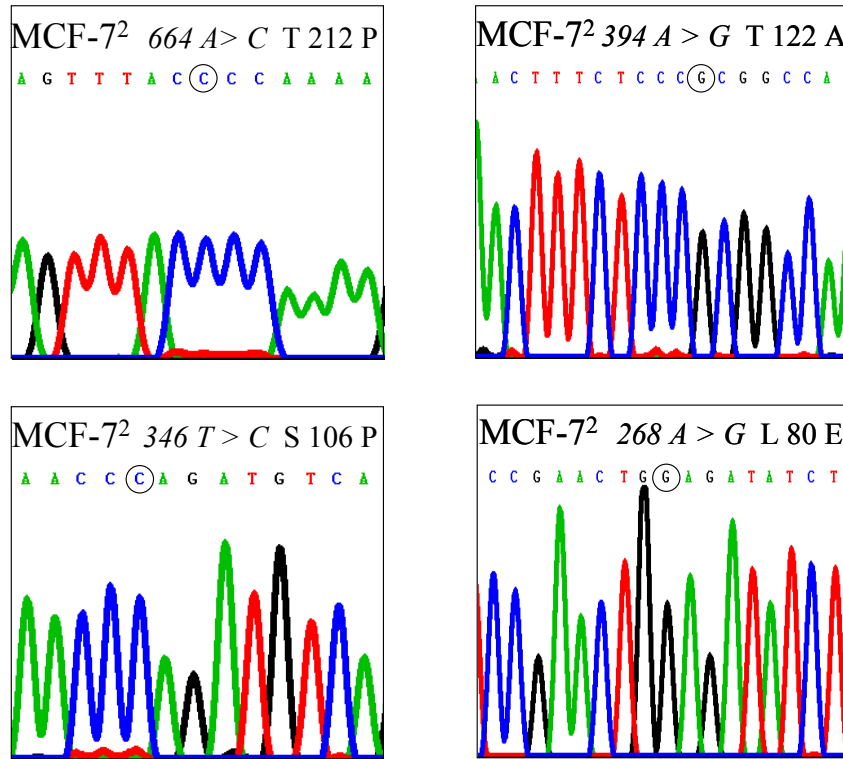 MCF-7² 664 A> C T 212 P
A G T T T A C C C C A A A A
MCF-7² 394 A > G T 122 A
A A C T T T C T C C C G C G G C C A
MCF-7² 346 T > C S 106 P
A A C C C A G A T G T C A
MCF-7² 268 A > G L 80 E
C C G A A C T G G A G A T A T C T